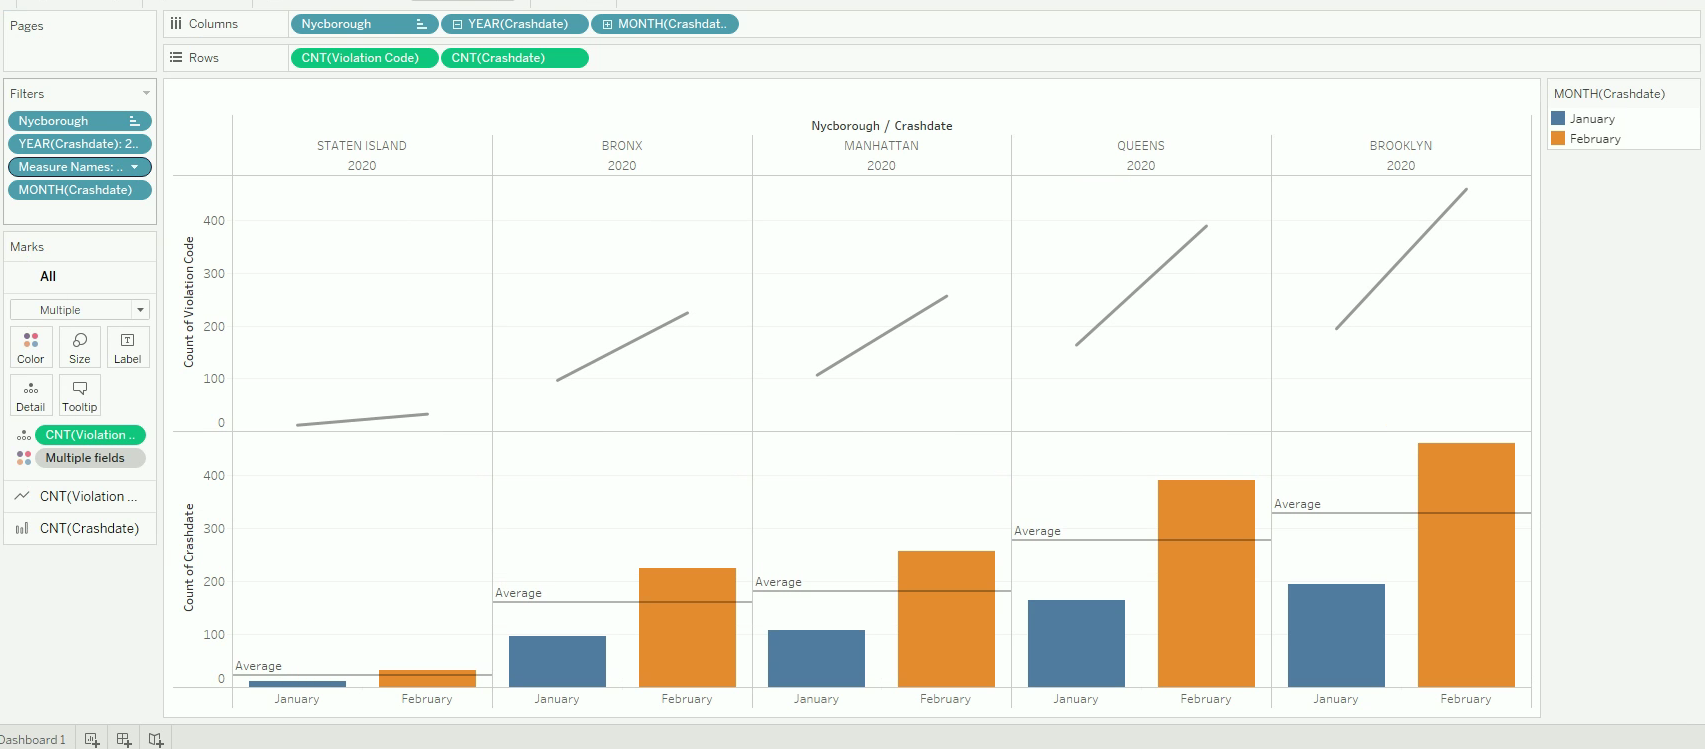 Pages
Columns
Nycborough
YEAR(Crashdate)
MONTH(Crashdat..
Rows
CNT(Violation Code)
CNT(Crashdate)
Filters
Nycborough
YEAR(Crashdate): 2..
Measure Names: ..
MONTH(Crashdate)
Marks
All
Multiple
Color Size Label
Detail Tooltip
CNT(Violation ..
Multiple fields
CNT(Violation ...
CNT(Crashdate)
Nycborough / Crashdate
STATEN ISLAND BRONX MANHATTAN QUEENS BROOKLYN
2020 2020 2020 2020 2020
Count of Violation Code
400
300
200
100
0
Count of Crashdate
400
300
200
100
0
Average
Average
Average
Average
Average
January February January February January February January February January February
MONTH(Crashdate)
January
February
Dashboard 1